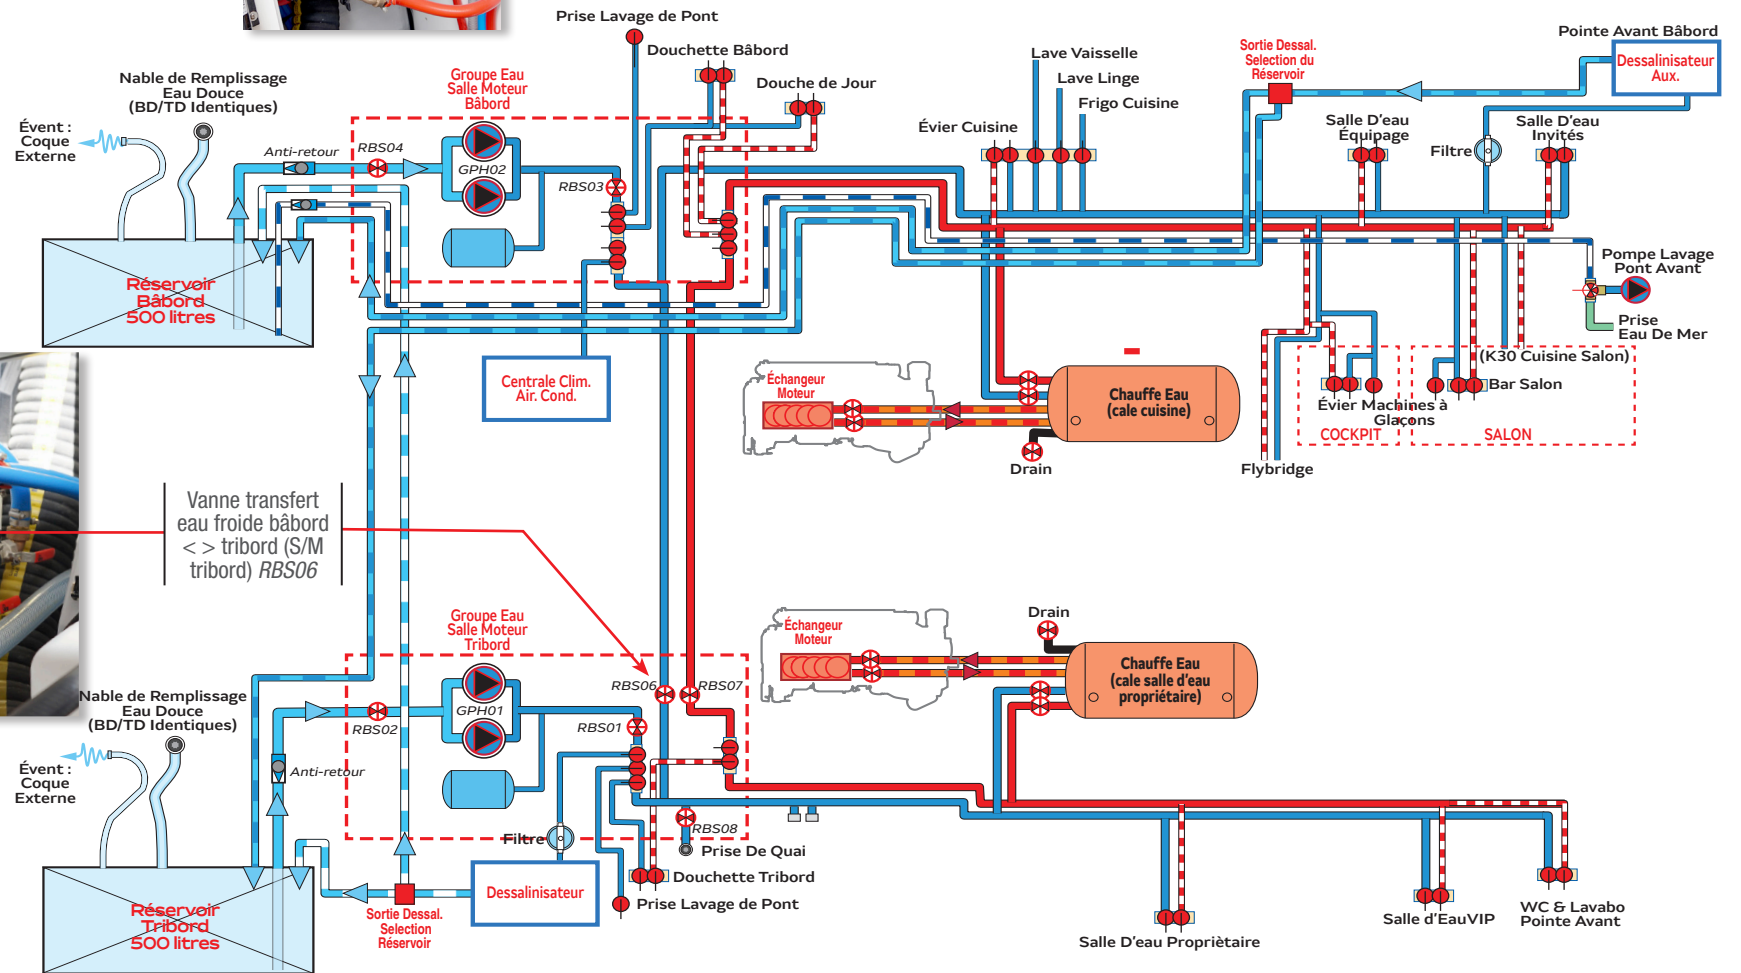 Prise Lavage de Pont
Douchette Bâbord
Douche de Jour
Nable de Remplissage
Eau Douce
(BD/TD Identiques)
Évent :
Coque
Externe
Anti-retour
RBS04
Groupe Eau
Salle Moteur
Bâbord
GPH02
RBS03
Réservoir
Bâbord
500 litres
Lave Vaisselle
Lave Linge
Frigo Cuisine
Évier Cuisine
Sortie Dessal.
Selection du
Réservoir
Pointe Avant Bâbord
Dessalinisateur
Aux.
Salle D'eau
Équipage
Filtre
Salle D'eau
Invités
Pompe Lavage
Pont Avant
Prise
Eau De Mer
(K30 Cuisine Salon)
Bar Salon
Évier Machines à
Glaçons
COCKPIT
SALON
Flybridge
Centrale Clim.
Air. Cond.
Échangeur
Moteur
Chauffe Eau
(cale cuisine)
Drain
Vanne transfert
eau froide bâbord
< > tribord (S/M
tribord) RBS06
Groupe Eau
Salle Moteur
Tribord
RBS06
RBS07
GPH01
RBS02
RBS01
Nable de Remplissage
Eau Douce
(BD/TD Identiques)
Évent :
Coque
Externe
Anti-retour
Réservoir
Tribord
500 litres
Filtre
RBS08
Prise De Quai
Douchette Tribord
Prise Lavage de Pont
Dessalinisateur
Sortie Dessal.
Selection
Réservoir
Échangeur
Moteur
Drain
Chauffe Eau
(cale salle d'eau
propriétaire)
Salle D'eau Propriètaire
Salle d'EauVIP
WC & Lavabo
Pointe Avant